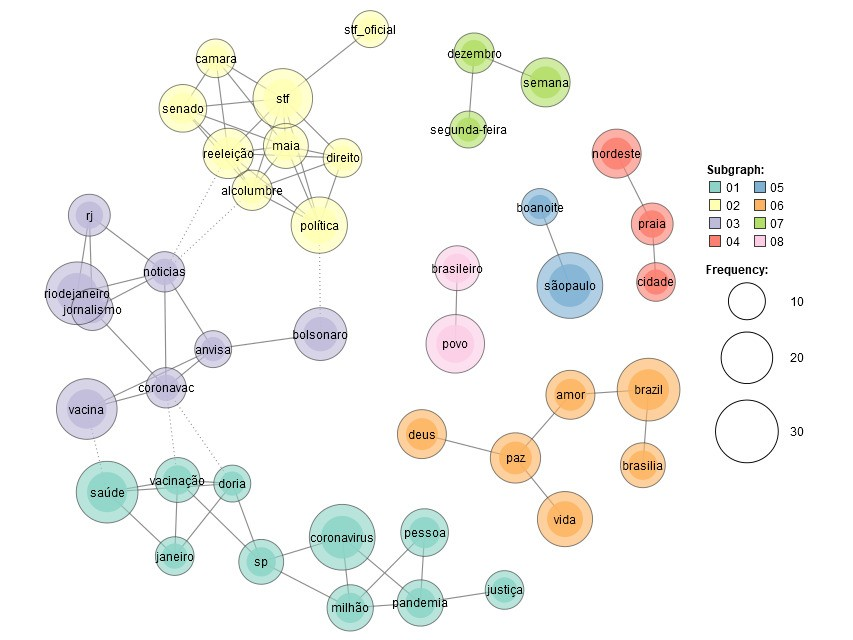 stf_oficial
camara
dezembro
semana
stf
senado
segunda-feira
maia
reeleição
direito
nordeste
alcolumbre
Subgraph:
01 05
02 06
03 07
04 08
rj
boanoite
política
praia
noticias
brasileiro
Frequency:
riodejaneiro
sãopaulo
cidade
jornalismo
10
bolsonaro
anvisa
povo
20
coronavac
amor
brazil
vacina
30
deus
paz
brasilia
vacinação
doria
saúde
vida
pessoa
coronavirus
janeiro
sp
justiça
milhão
pandemia